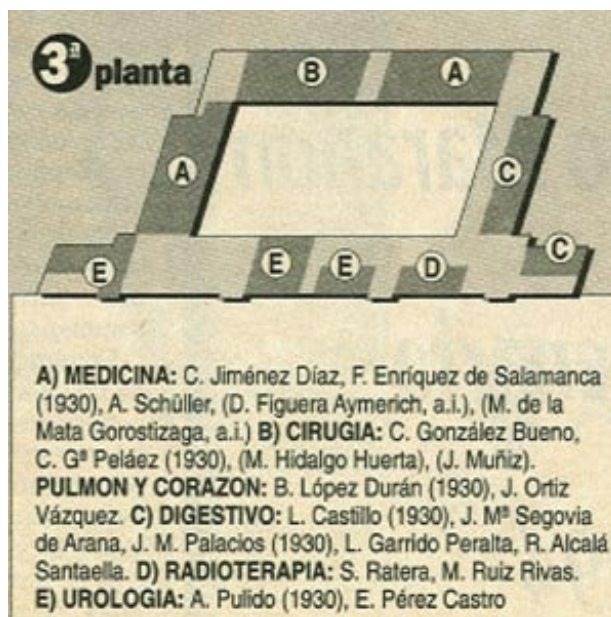 3ª planta
B
A
A
C
E
E
E
D
C
A) MEDICINA: C. Jiménez Díaz, F. Enríquez de Salamanca
(1930), A. Schüller, (D. Figuera Aymerich, a.i.), (M. de la
Mata Gorostizaga, a.i.) B) CIRUGIA: C. González Bueno,
C. Gª Peláez (1930), (M. Hidalgo Huerta), (J. Muñiz).
PULMON Y CORAZON: B. López Durán (1930), J. Ortiz
Vázquez. C) DIGESTIVO: L. Castillo (1930), J. Mª Segovia
de Arana, J. M. Palacios (1930), L. Garrido Peralta, R. Alcalá
Santaella. D) RADIOTERAPIA: S. Ratera, M. Ruiz Rivas.
E) UROLOGIA: A. Pulido (1930), E. Pérez Castro